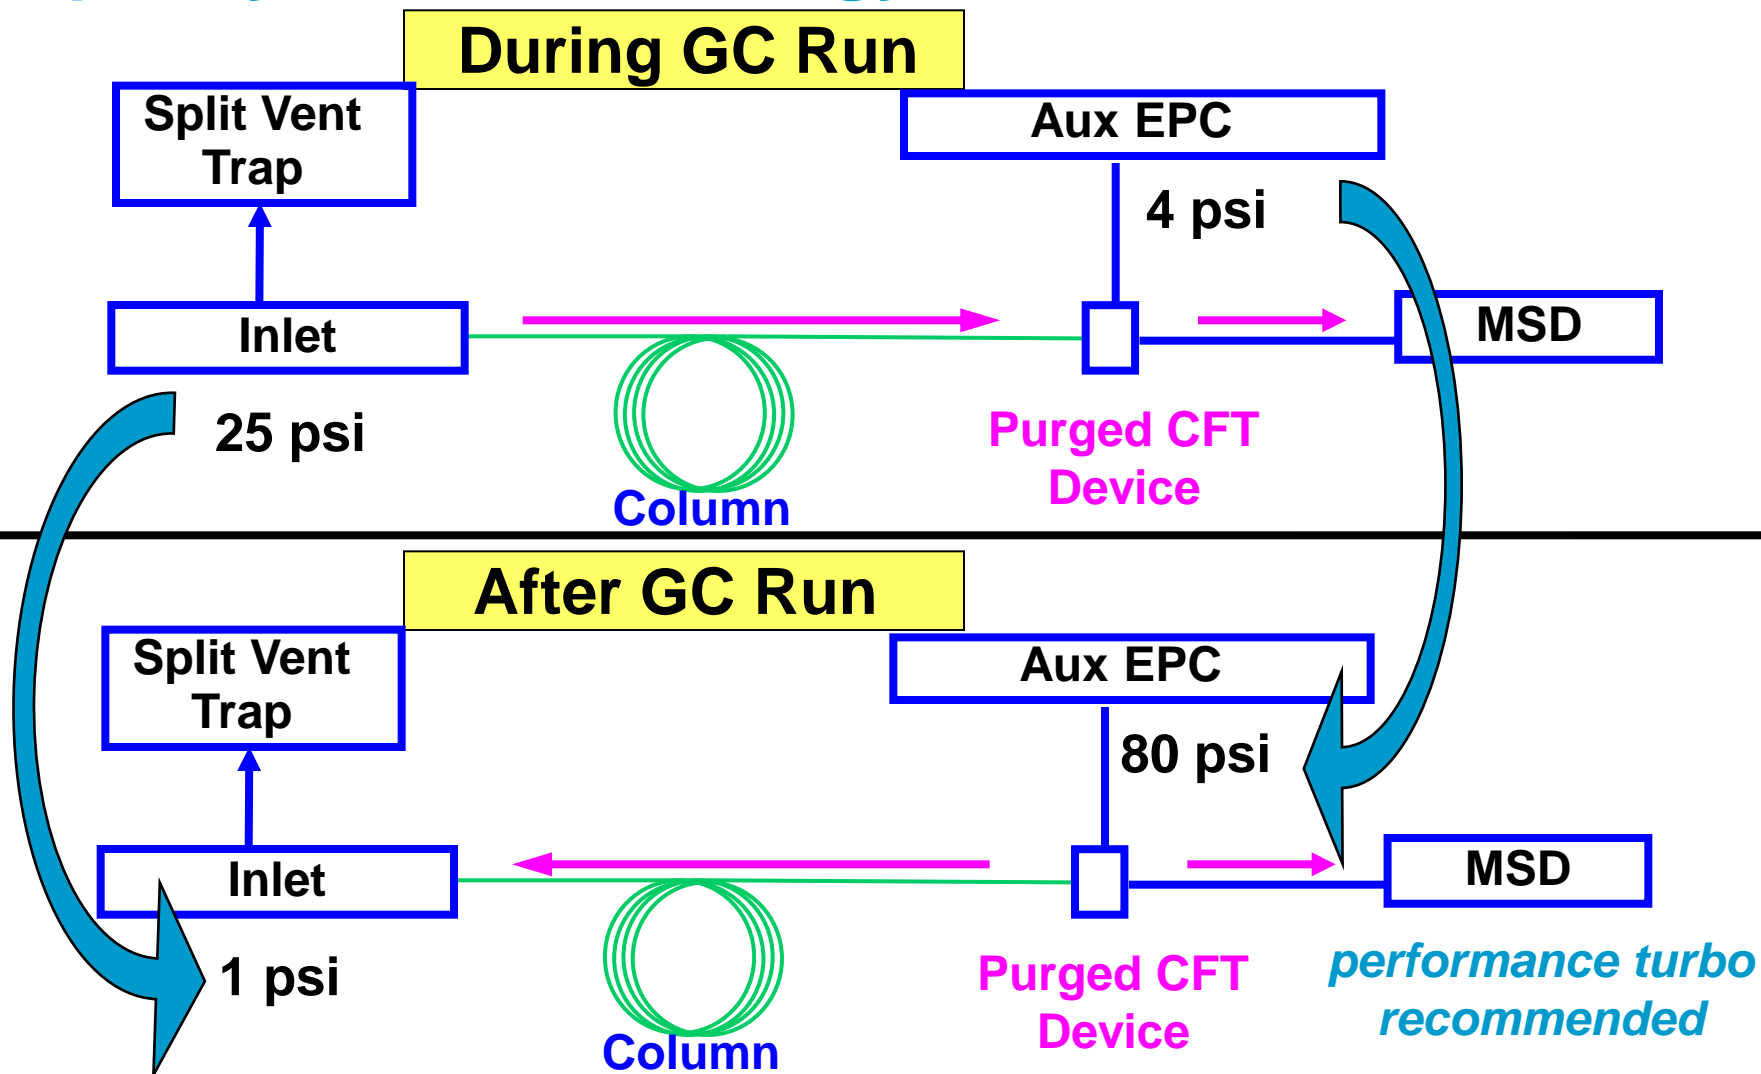 During GC Run
Split Vent
Trap
Aux EPC
4 psi
Inlet
MSD
25 psi
Purged CFT
Device
Column
After GC Run
Split Vent
Trap
Aux EPC
80 psi
Inlet
MSD
1 psi
Purged CFT
Device
performance turbo
recommended
Column